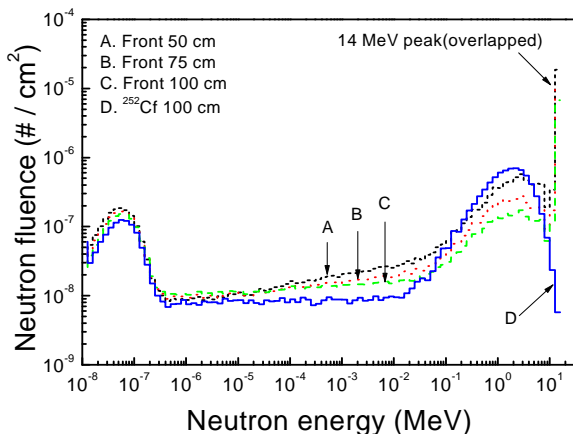 10^-4
10^-5
10^-6
10^-7
10^-8
10^-9
Neutron fluence (# / cm^2)
A. Front 50 cm
B. Front 75 cm
C. Front 100 cm
D. ^252Cf 100 cm
14 MeV peak(overlapped)
A
B
C
D
10^-8 10^-7 10^-6 10^-5 10^-4 10^-3 10^-2 10^-1 10^0 10^1
Neutron energy (MeV)